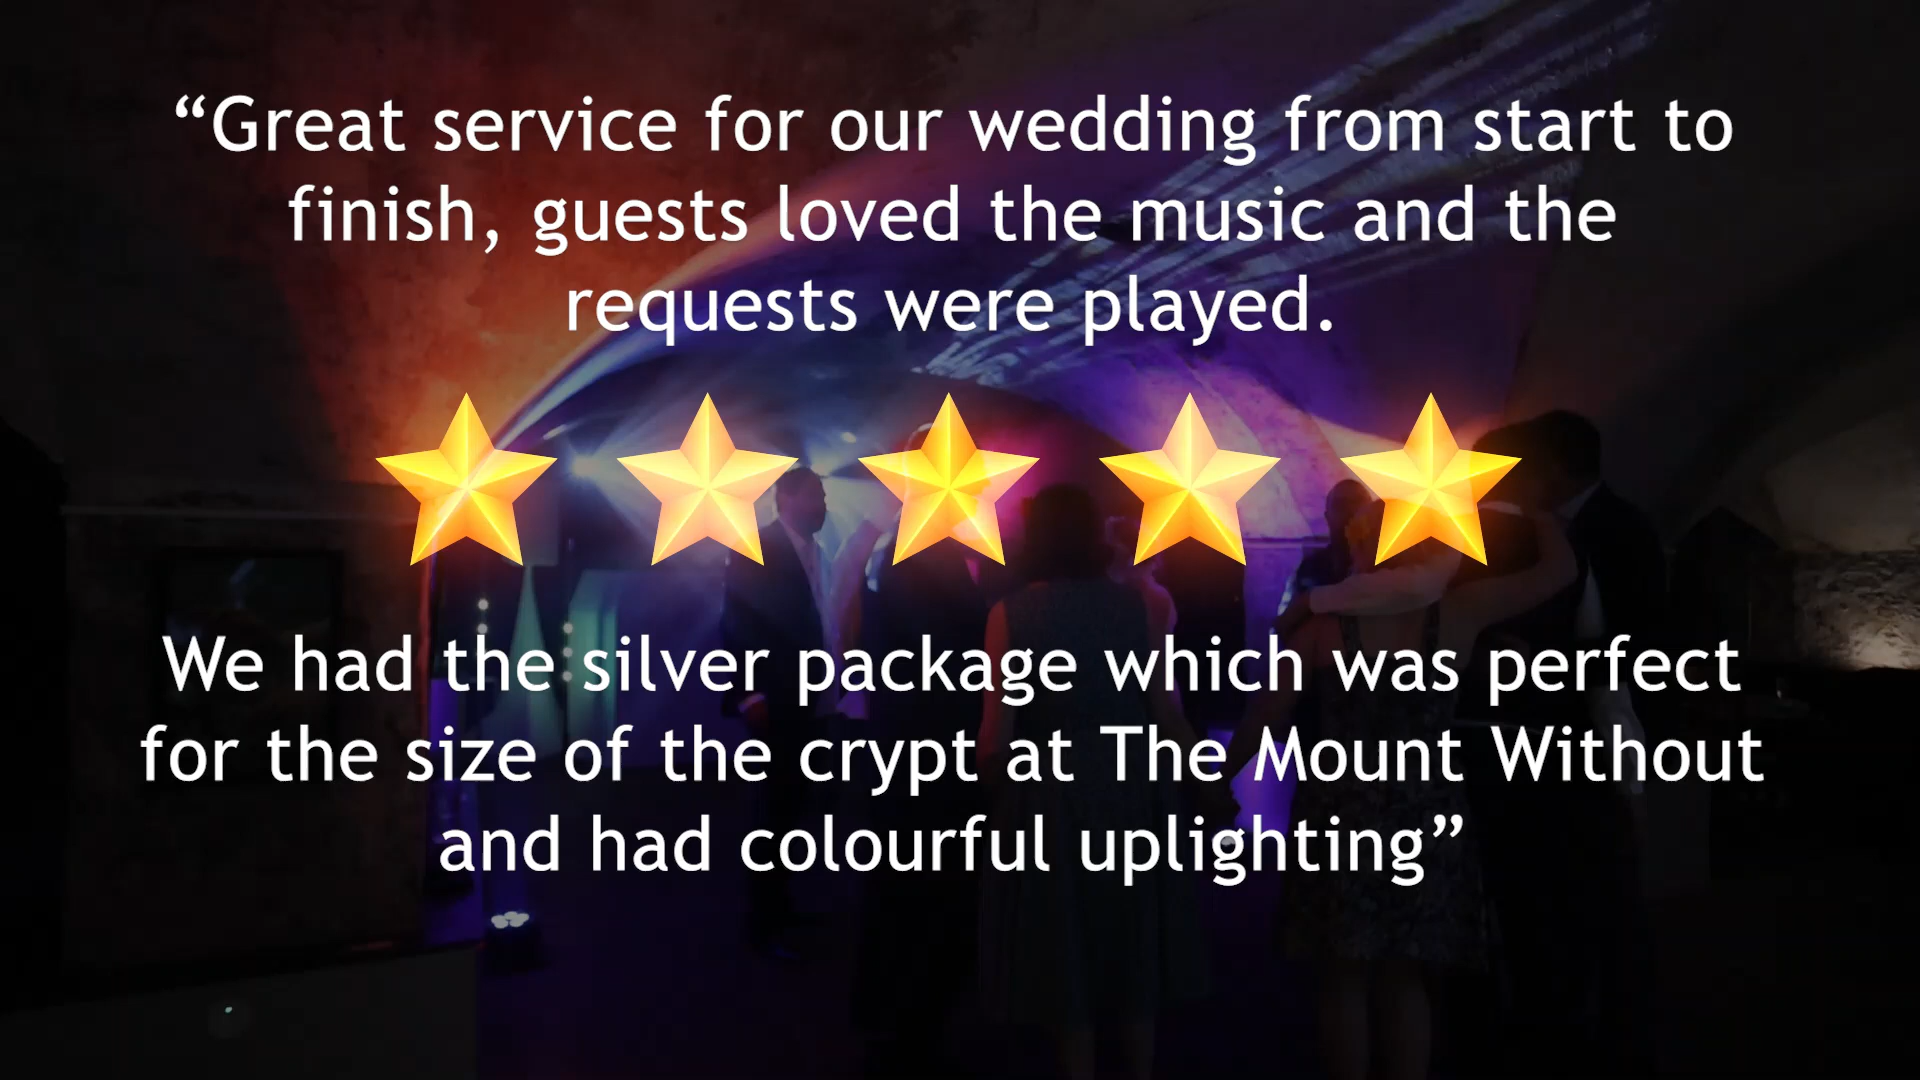 “Great service for our wedding from start to
finish, guests loved the music and the
requests were played.
We had the silver package which was perfect
for the size of the crypt at The Mount Without
and had colourful uplighting”